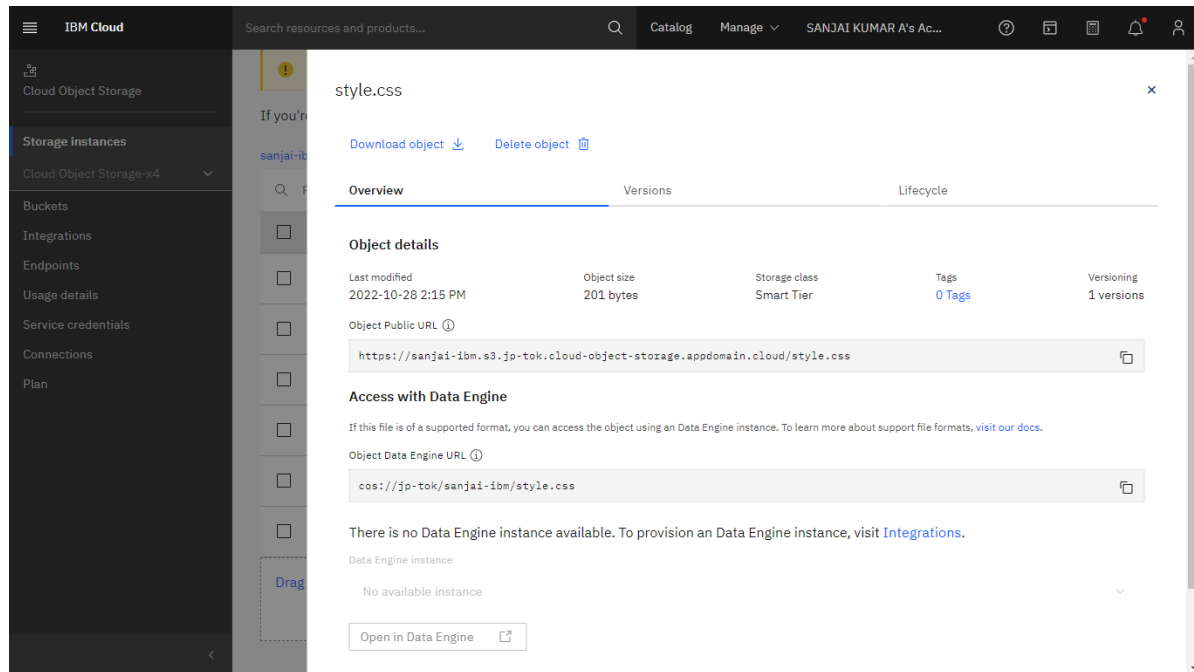 IBM Cloud
Search resources and products...
Catalog
Manage
SANJAI KUMAR A's Ac...
Cloud Object Storage
Storage instances
Cloud Object Storage-x4
Buckets
Integrations
Endpoints
Usage details
Service credentials
Connections
Plan
If you're
sanjai-ib
Drag
style.css
Download object
Delete object
Overview
Versions
Lifecycle
Object details
Last modified
Object size
Storage class
Tags
Versioning
2022-10-28 2:15 PM
201 bytes
Smart Tier
0 Tags
1 versions
Object Public URL
https://sanjai-ibm.s3.jp-tok.cloud-object-storage.appdomain.cloud/style.css
Access with Data Engine
If this file is of a supported format, you can access the object using an Data Engine instance. To learn more about support file formats, visit our docs.
Object Data Engine URL
cos://jp-tok/sanjai-ibm/style.css
There is no Data Engine instance available. To provision an Data Engine instance, visit Integrations.
Data Engine instance
No available instance
Open in Data Engine